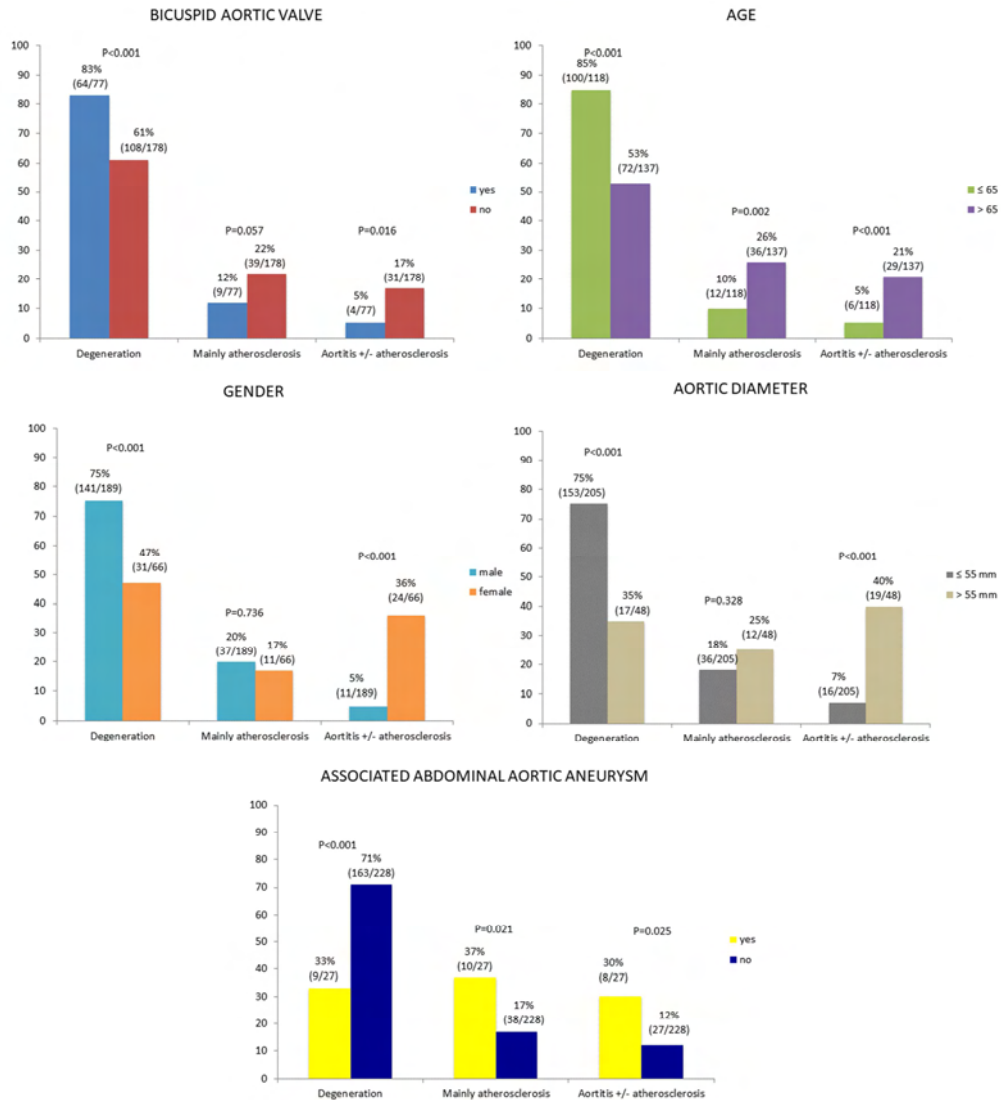 BICUSPID AORTIC VALVE
100
90
80
70
60
50
40
30
20
10
0
P<0.001
83%
(64/77)
61%
(108/178)
P=0.057
12%
(9/77)
22%
(39/178)
P=0.016
5%
(4/77)
17%
(31/178)
yes
no
Degeneration
Mainly atherosclerosis
Aortitis +/- atherosclerosis
AGE
100
90
80
70
60
50
40
30
20
10
0
P<0.001
85%
(100/118)
53%
(72/137)
P=0.002
10%
(12/118)
26%
(36/137)
P<0.001
5%
(6/118)
21%
(29/137)
≤ 65
> 65
Degeneration
Mainly atherosclerosis
Aortitis +/- atherosclerosis
GENDER
100
90
80
70
60
50
40
30
20
10
0
P<0.001
75%
(141/189)
47%
(31/66)
P=0.736
20%
(37/189)
17%
(11/66)
P<0.001
5%
(11/189)
36%
(24/66)
male
female
Degeneration
Mainly atherosclerosis
Aortitis +/- atherosclerosis
AORTIC DIAMETER
100
90
80
70
60
50
40
30
20
10
0
P<0.001
75%
(153/205)
35%
(17/48)
P=0.328
18%
(36/205)
25%
(12/48)
P<0.001
7%
(16/205)
40%
(19/48)
≤ 55 mm
> 55 mm
Degeneration
Mainly atherosclerosis
Aortitis +/- atherosclerosis
ASSOCIATED ABDOMINAL AORTIC ANEURYSM
100
90
80
70
60
50
40
30
20
10
0
P<0.001
33%
(9/27)
71%
(163/228)
P=0.021
37%
(10/27)
17%
(38/228)
P=0.025
30%
(8/27)
12%
(27/228)
yes
no
Degeneration
Mainly atherosclerosis
Aortitis +/- atherosclerosis